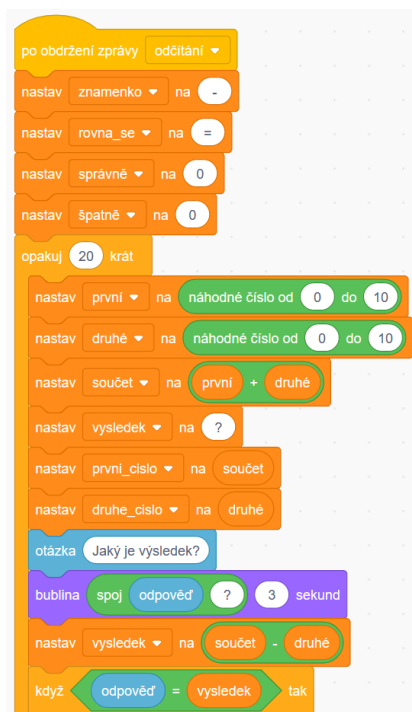 po obdržení zprávy odčítání
nastav znamenko na -
nastav rovna_se na =
nastav správně na 0
nastav špatně na 0
opakuj 20 krát
nastav první na náhodné číslo od 0 do 10
nastav druhé na náhodné číslo od 0 do 10
nastav součet na první + druhé
nastav vysledek na ?
nastav první_cislo na součet
nastav druhe_cislo na druhé
otázka Jaký je výsledek?
bublina spoj odpověď ? 3 sekund
nastav vysledek na součet - druhé
když odpověď = vysledek tak